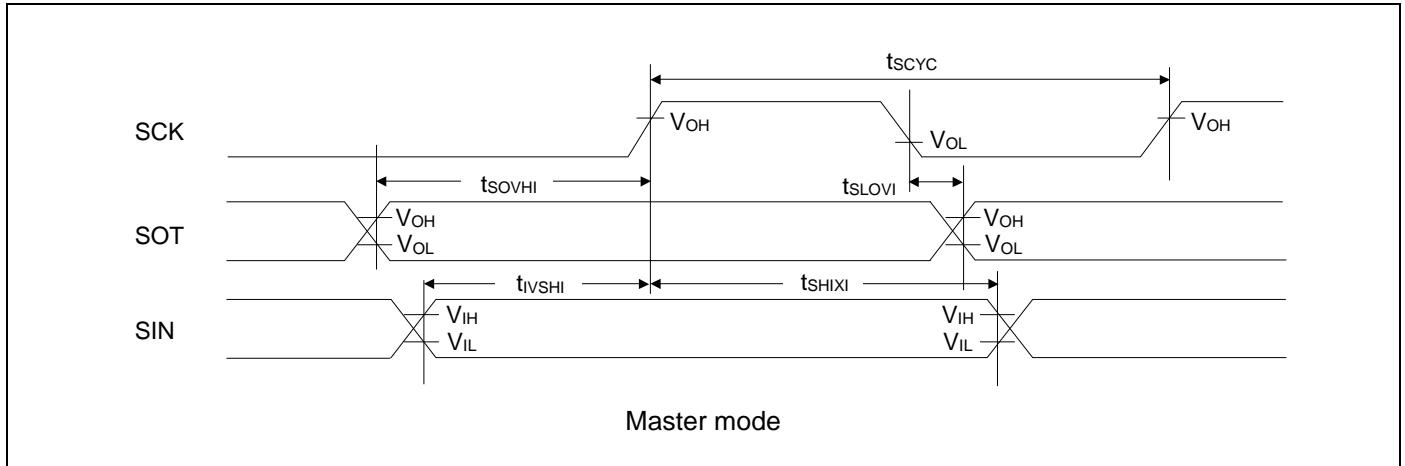 tSCYC
SCK
VOH
VOL
VOH
tSOVHI
tSLOVI
SOT
VOH
VOL
VOH
VOL
tIVSHI
tSHIXI
SIN
VIH
VIL
VIH
VIL
Master mode